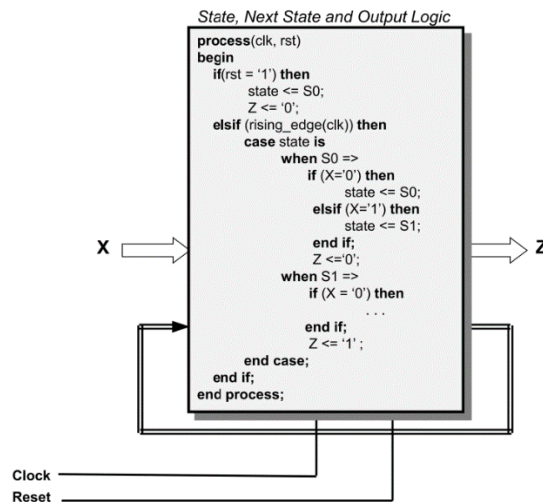 State, Next State and Output Logic
process(clk, rst)
begin
if(rst = ‘1’) then
state <= S0;
Z <= ‘0’;
elsif (rising_edge(clk)) then
case state is
when S0 =>
if (X=’0’) then
state <= S0;
elsif (X=’1’) then
state <= S1;
end if;
Z <=‘0’;
when S1 =>
if (X = ‘0’) then
. . .
end if;
Z <= ‘1’ ;
end case;
end if;
end process;
X
Z
Clock
Reset